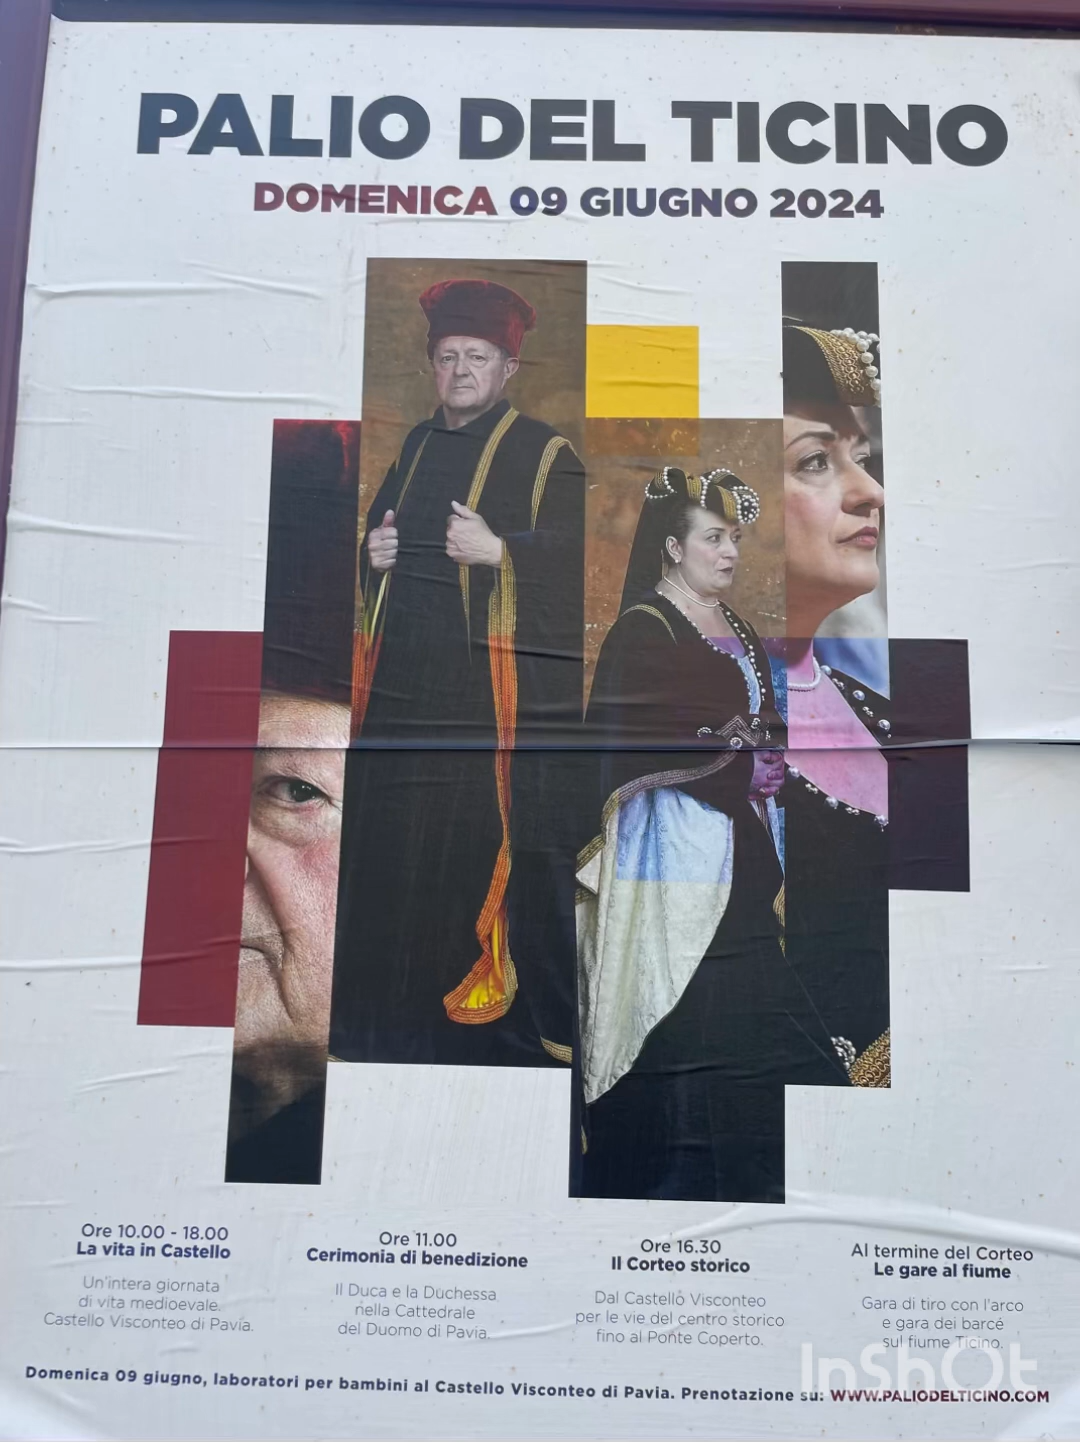 PALIO DEL TICINO
DOMENICA 09 GIUGNO 2024
Ore 10.00 - 18.00
La vita in Castello
Un'intera giornata
di vita medioevale.
Castello Visconteo di Pavia.
Ore 11.00
Cerimonia di benedizione
Il Duca e la Duchessa
nella Cattedrale
del Duomo di Pavia.
Ore 16.30
Il Corteo storico
Dal Castello Visconteo
per le vie del centro storico
fino al Ponte Coperto.
Al termine del Corteo
Le gare al fiume
Gara di tiro con l'arco
e gara dei barcé
sul fiume Ticino.
InShOt
Domenica 09 giugno, laboratori per bambini al Castello Visconteo di Pavia. Prenotazione su: WWW.PALIODELTICINO.COM